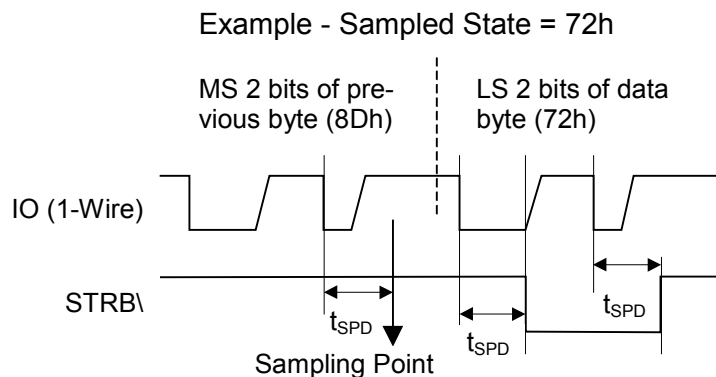 Example - Sampled State = 72h
MS 2 bits of pre-
vious byte (8Dh)
LS 2 bits of data
byte (72h)
IO (1-Wire)
STRB\
tSPD
tSPD
tSPD
Sampling Point